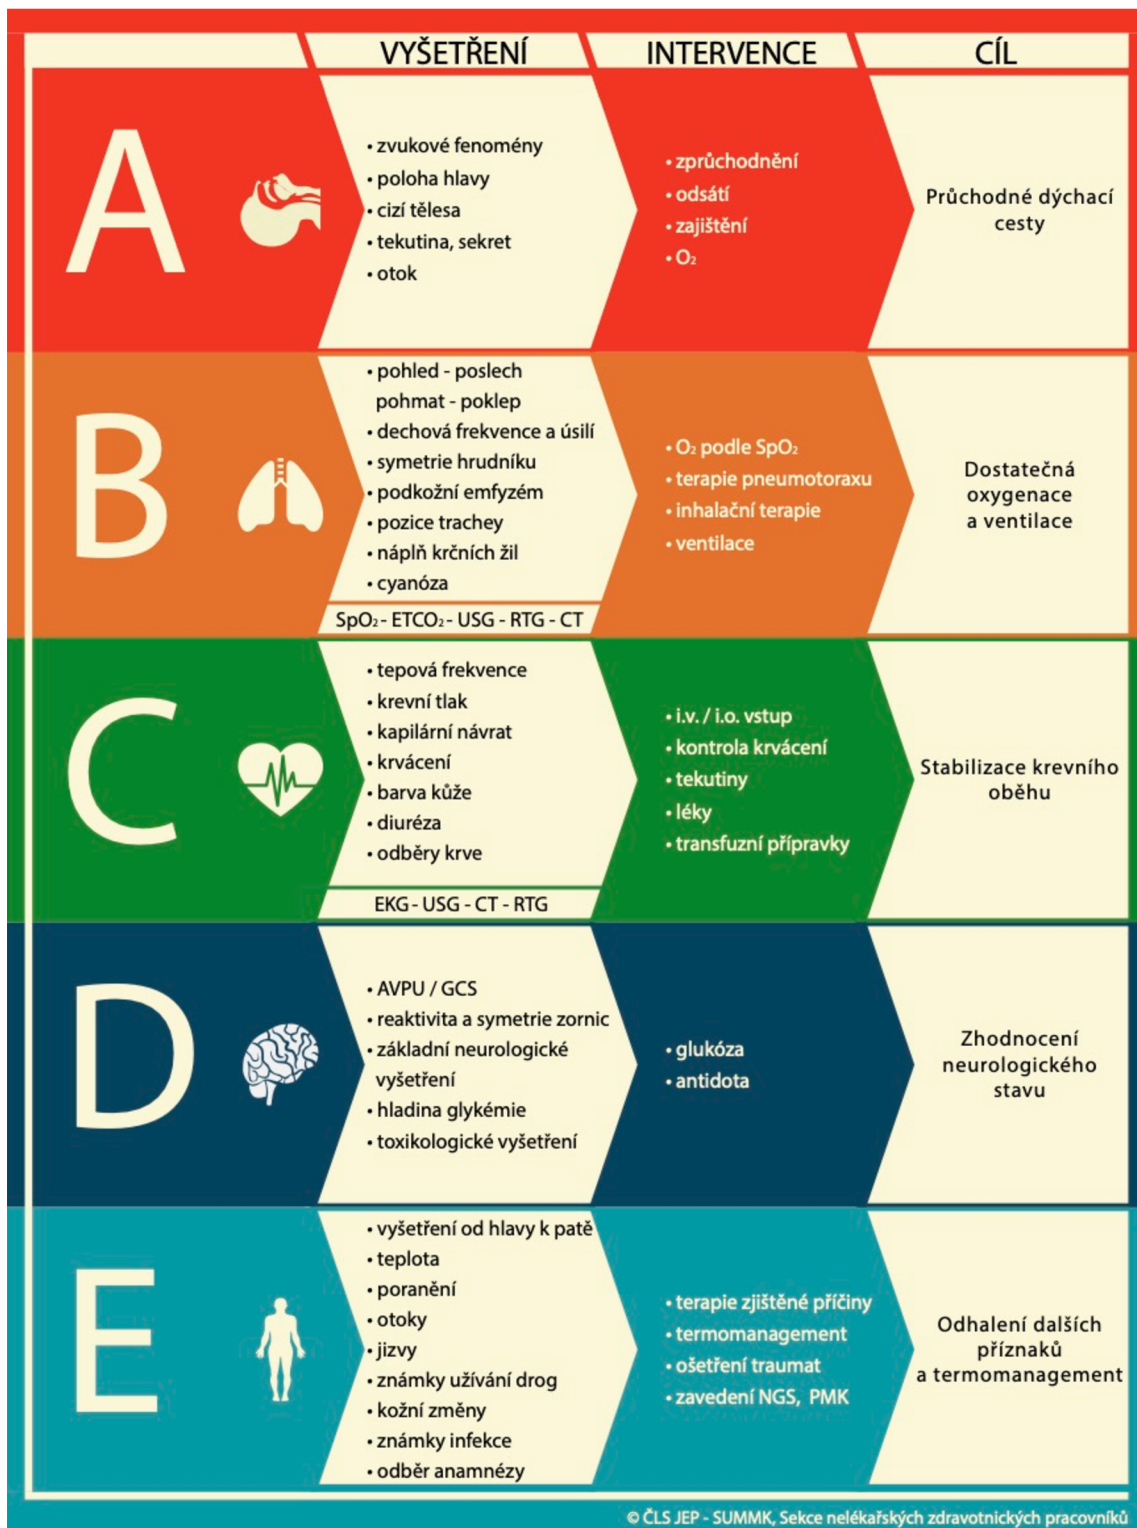 VYŠETŘENÍ
INTERVENCE
CÍL
A
• zvukové fenomény
• poloha hlavy
• cizí tělesa
• tekutina, sekret
• otok
• zprůchodnění
• odsátí
• zajištění
• O₂
Průchodné dýchací
cesty
B
• pohled - poslech
pohmat - poklep
• dechová frekvence a úsilí
• symetrie hrudníku
• podkožní emfyzém
• pozice trachey
• náplň krčních žil
• cyanóza
SpO₂ - ETCO₂ - USG - RTG - CT
• O₂ podle SpO₂
• terapie pneumotoraxu
• inhalační terapie
• ventilace
Dostatečná
oxygenace
a ventilace
C
• tepová frekvence
• krevní tlak
• kapilární návrat
• krvácení
• barva kůže
• diuréza
• odběry krve
EKG - USG - CT - RTG
• i.v. / i.o. vstup
• kontrola krvácení
• tekutiny
• léky
• transfuzní přípravky
Stabilizace krevního
oběhu
D
• AVPU / GCS
• reaktivita a symetrie zornic
• základní neurologické
vyšetření
• hladina glykémie
• toxikologické vyšetření
• glukóza
• antidota
Zhodnocení
neurologického
stavu
E
• vyšetření od hlavy k patě
• teplota
• poranění
• otoky
• jizvy
• známky užívání drog
• kožní změny
• známky infekce
• odběr anamnézy
• terapie zjištěné příčiny
• termomanagement
• ošetření traumat
• zavedení NGS, PMK
Odhalení dalších
příznaků
a termomanagement
© ČLS JEP - SUMMK, Sekce nelékařských zdravotnických pracovníků